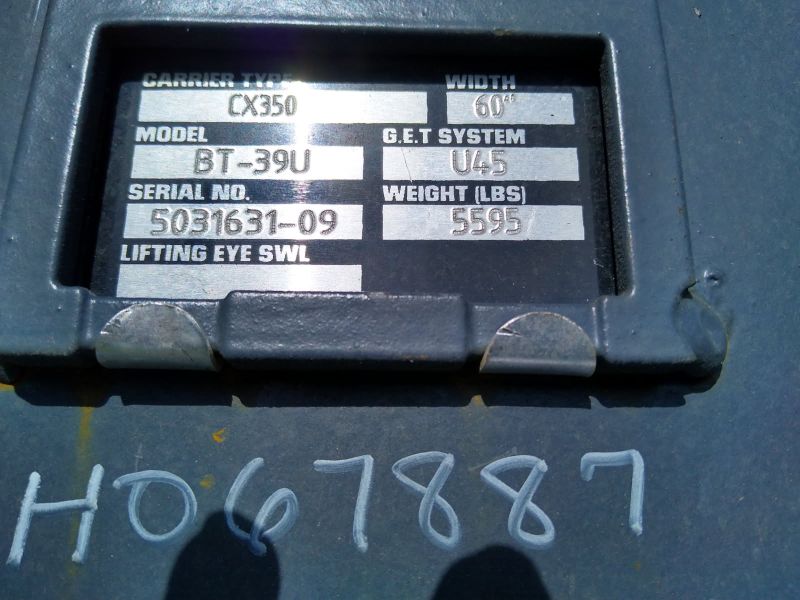 CARRIER TYPE WIDTH
CX350 60"
MODEL G.E.T SYSTEM
BT-39U U45
SERIAL NO. WEIGHT (LBS)
5031631-09 5595
LIFTING EYE SWL
H067887